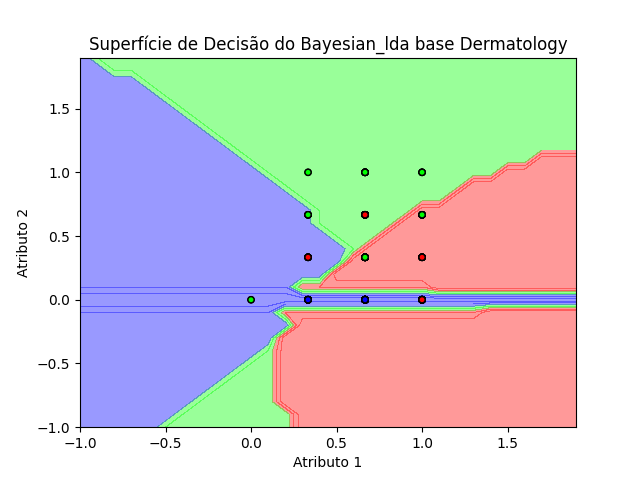 Superfície de Decisão do Bayesian_lda base Dermatology
Atributo 2
1.5
1.0
0.5
0.0
−0.5
−1.0
−1.0 −0.5 0.0 0.5 1.0 1.5
Atributo 1